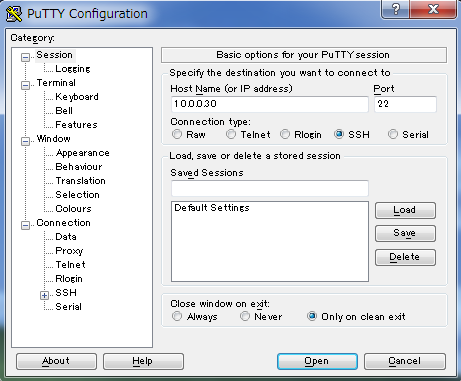 PuTTY Configuration
Category:
Session
Logging
Terminal
Keyboard
Bell
Features
Window
Appearance
Behaviour
Translation
Selection
Colours
Connection
Data
Proxy
Telnet
Rlogin
SSH
Serial
Basic options for your PuTTY session
Specify the destination you want to connect to
Host Name (or IP address) Port
10.0.0.30 22
Connection type:
Raw Telnet Rlogin SSH Serial
Load, save or delete a stored session
Saved Sessions
Default Settings
Load
Save
Delete
Close window on exit:
Always Never Only on clean exit
About Help Open Cancel